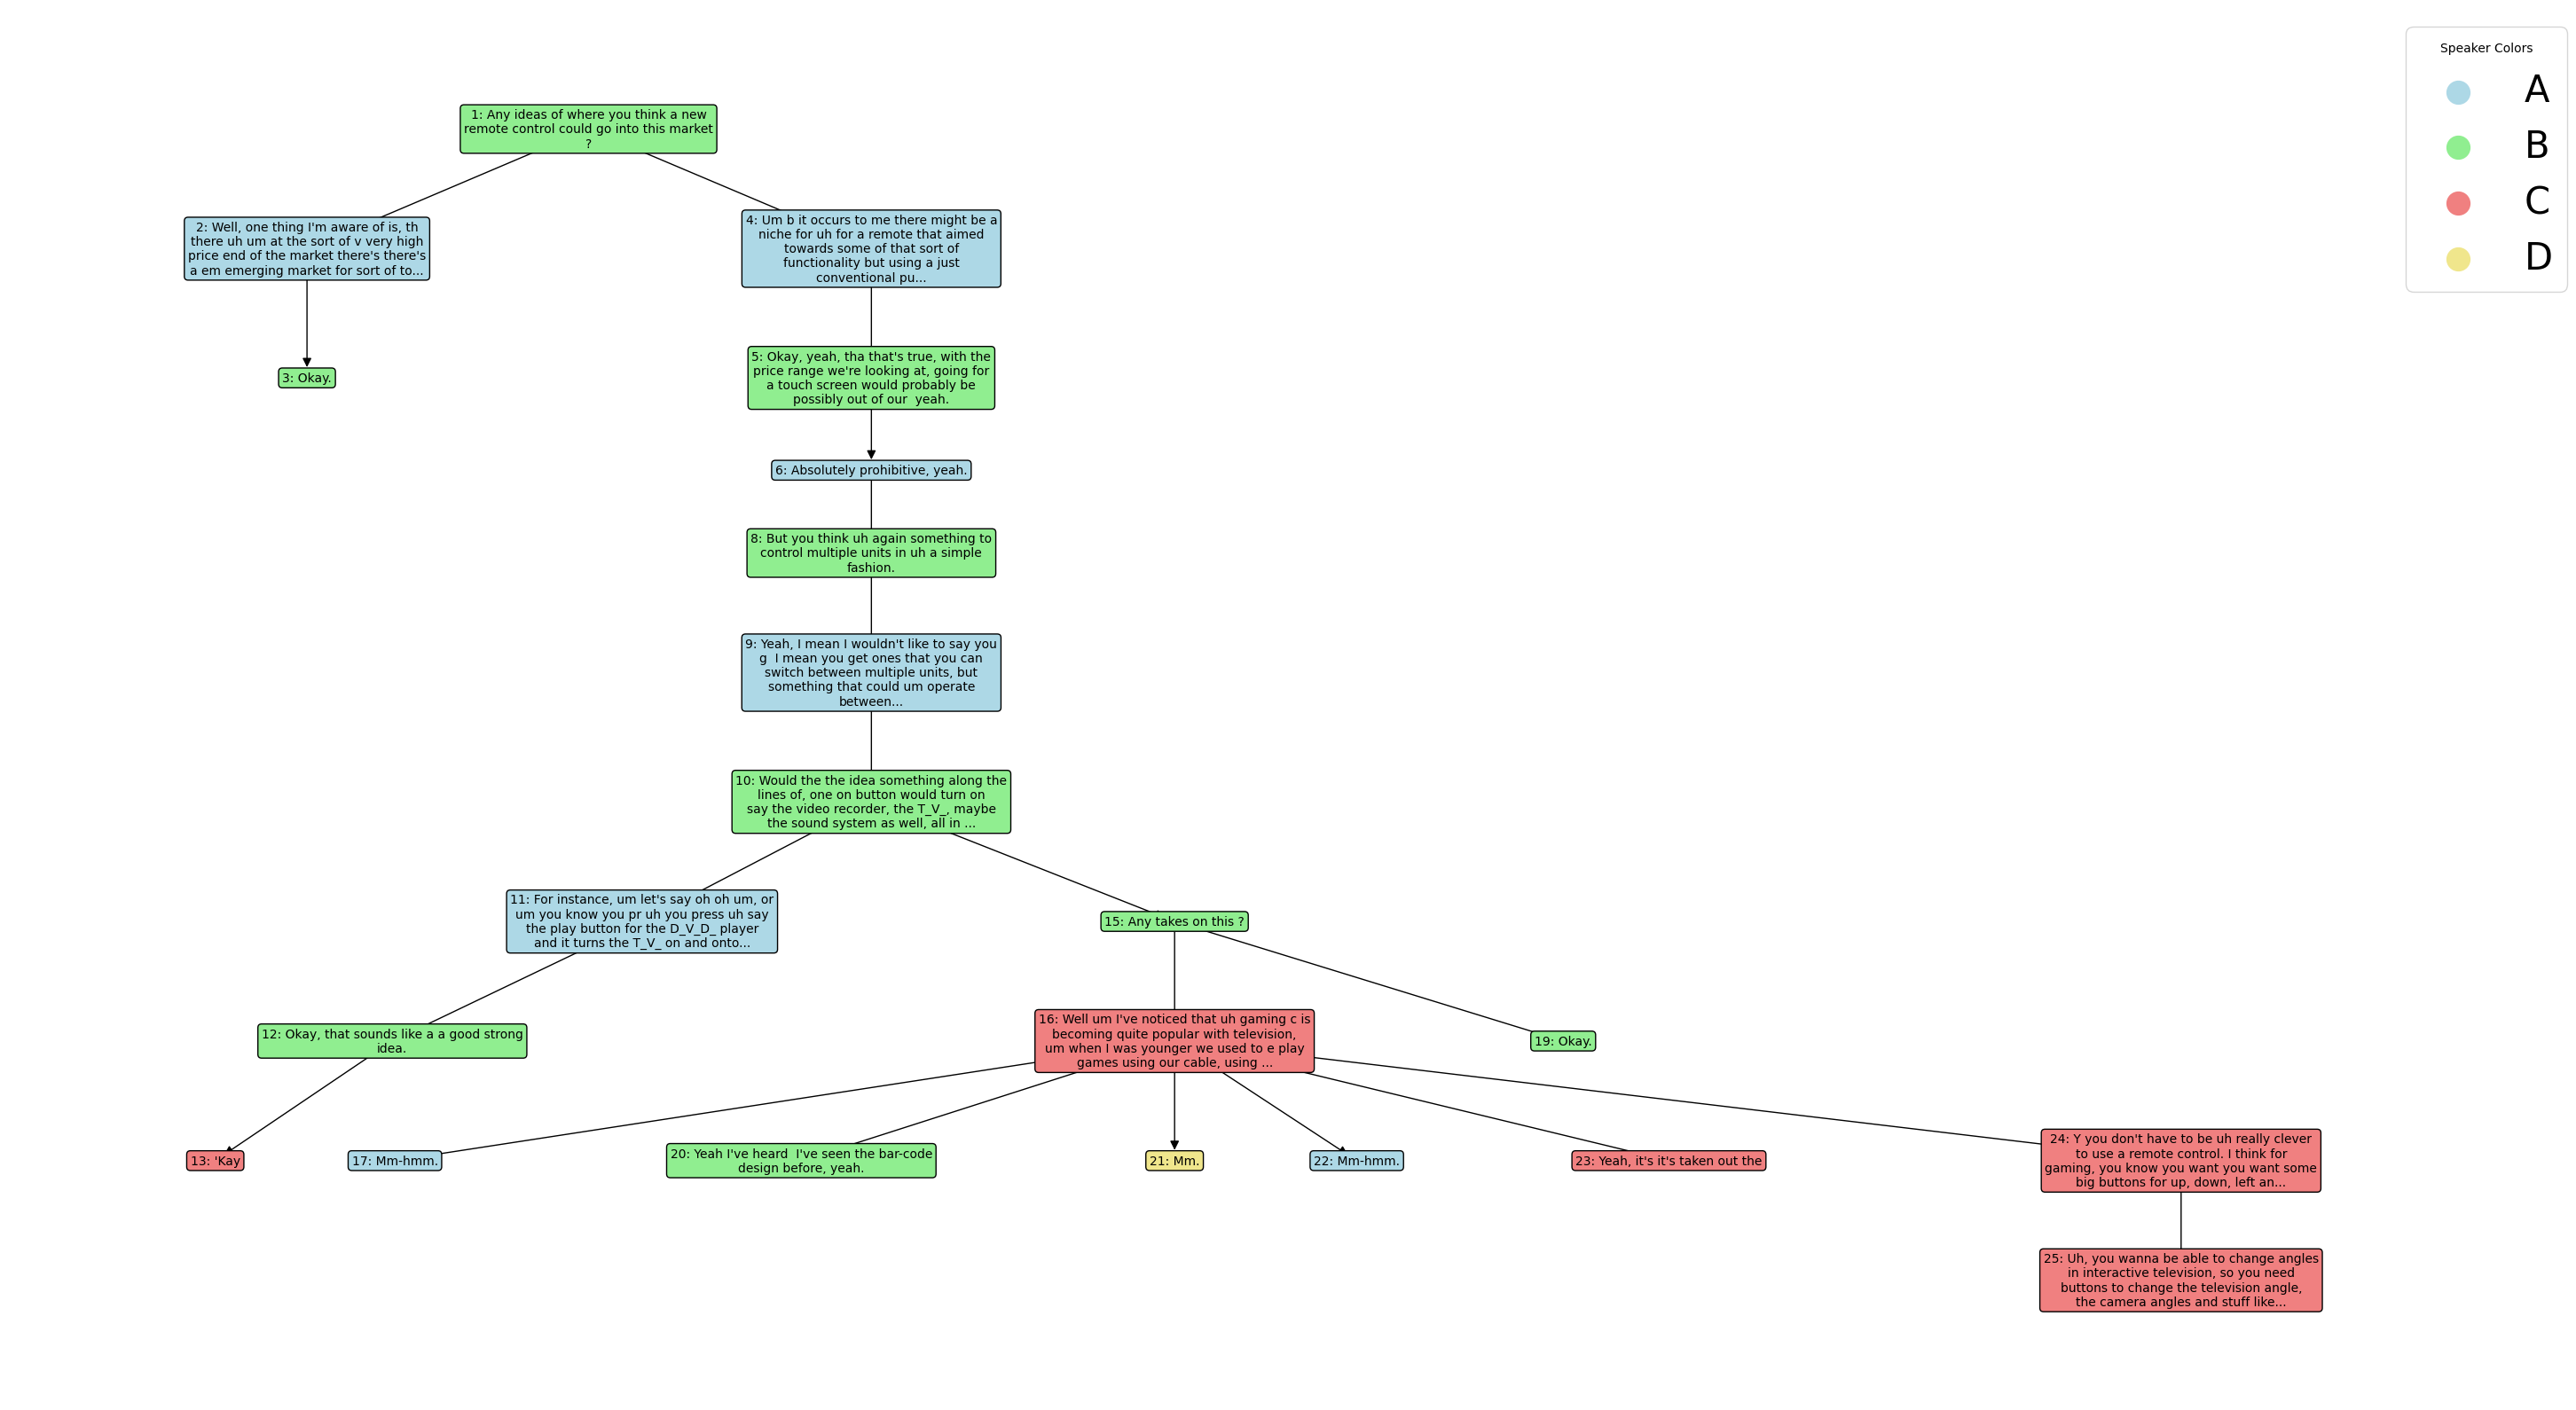 Speaker Colors
A
B
C
D
1: Any ideas of where you think a new
remote control could go into this market
?
2: Well, one thing I'm aware of is, th
there uh um at the sort of v very high
price end of the market there's there's
a em emerging market for sort of to...
4: Um b it occurs to me there might be a
niche for uh for a remote that aimed
towards some of that sort of
functionality but using a just
conventional pu...
3: Okay.
5: Okay, yeah, tha that's true, with the
price range we're looking at, going for
a touch screen would probably be
possibly out of our  yeah.
6: Absolutely prohibitive, yeah.
8: But you think uh again something to
control multiple units in uh a simple
fashion.
9: Yeah, I mean I wouldn't like to say you
g  I mean you get ones that you can
switch between multiple units, but
something that could um operate
between...
10: Would the the idea something along the
lines of, one on button would turn on
say the video recorder, the T_V_, maybe
the sound system as well, all in ...
11: For instance, um let's say oh oh um, or
um you know you pr uh you press uh say
the play button for the D_V_D_ player
and it turns the T_V_ on and onto...
15: Any takes on this ?
12: Okay, that sounds like a a good strong
idea.
16: Well um I've noticed that uh gaming c is
becoming quite popular with television,
um when I was younger we used to e play
games using our cable, using ...
19: Okay.
13: 'Kay
17: Mm-hmm.
20: Yeah I've heard  I've seen the bar-code
design before, yeah.
21: Mm.
22: Mm-hmm.
23: Yeah, it's it's taken out the
24: Y you don't have to be uh really clever
to use a remote control. I think for
gaming, you know you want you want some
big buttons for up, down, left an...
25: Uh, you wanna be able to change angles
in interactive television, so you need
buttons to change the television angle,
the camera angles and stuff like...